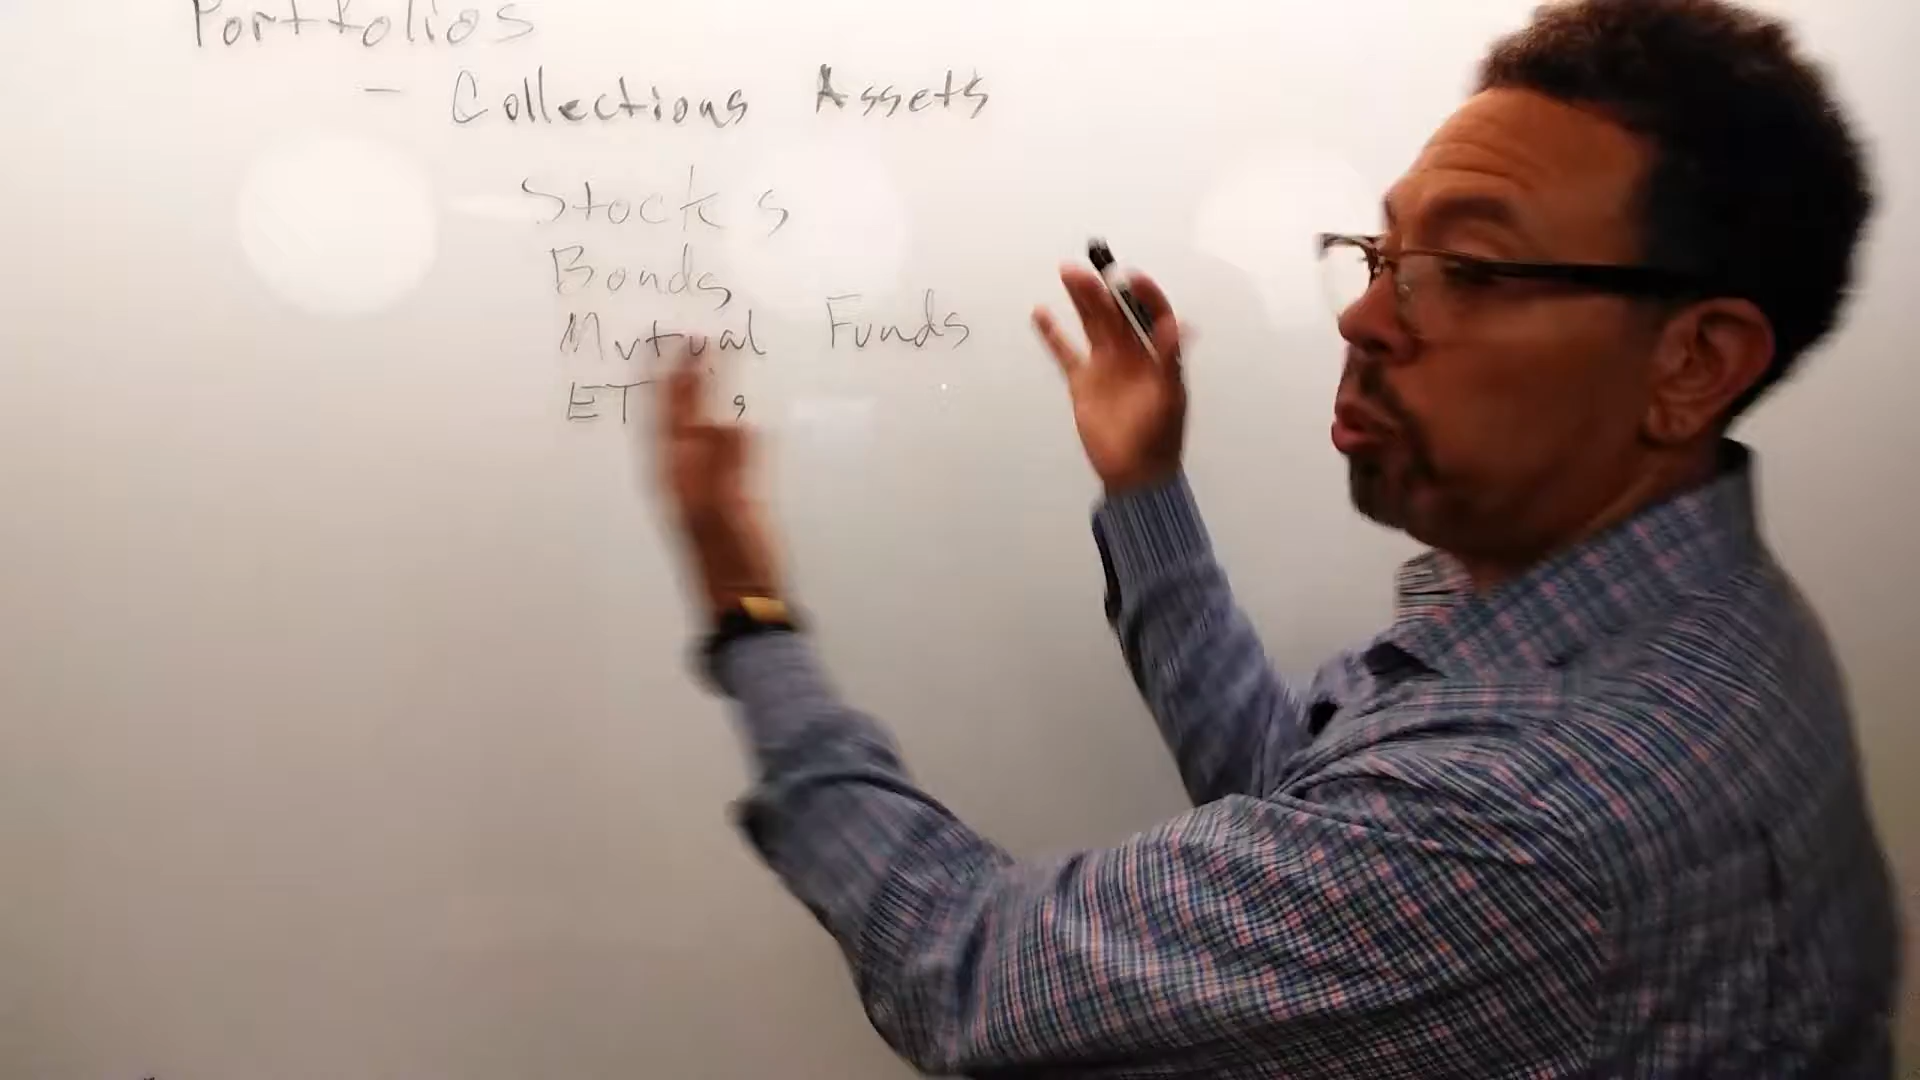 Portfolios
- Collections Assets
Stocks
Bonds
Mutual Funds